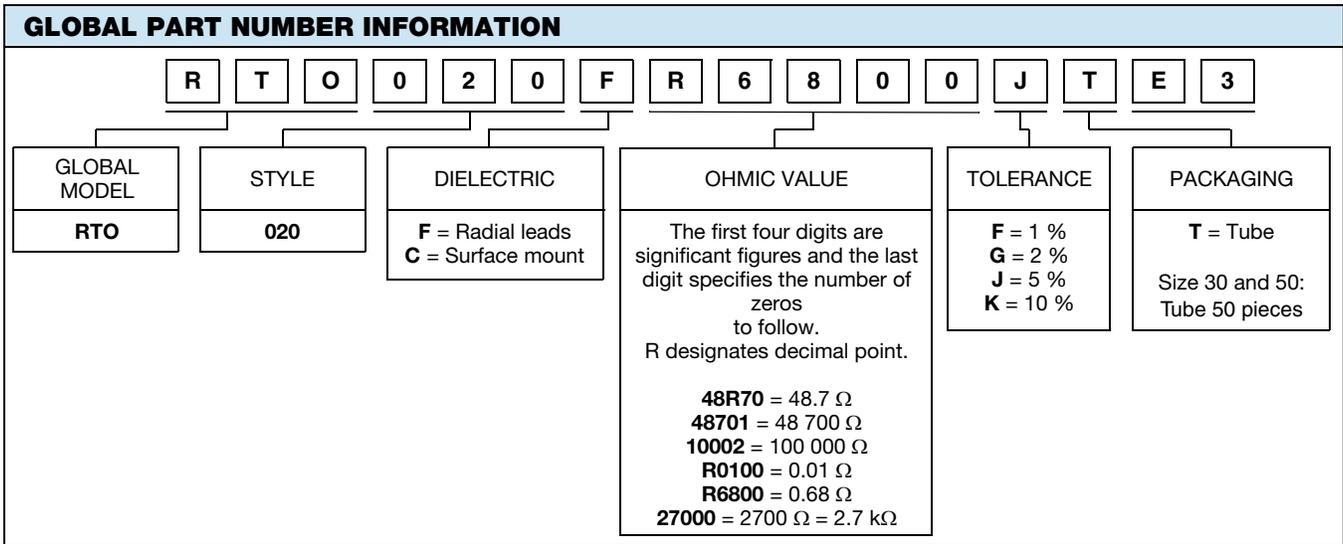 GLOBAL PART NUMBER INFORMATION
R T O 0 2 0 F R 6 8 0 0 J T E 3
GLOBAL
MODEL
RTO
STYLE
020
DIELECTRIC
F = Radial leads
C = Surface mount
OHMIC VALUE
The first four digits are
significant figures and the last
digit specifies the number of
zeros
to follow.
R designates decimal point.
48R70 = 48.7 Ω
48701 = 48 700 Ω
10002 = 100 000 Ω
R0100 = 0.01 Ω
R6800 = 0.68 Ω
27000 = 2700 Ω = 2.7 kΩ
TOLERANCE
F = 1 %
G = 2 %
J = 5 %
K = 10 %
PACKAGING
T = Tube
Size 30 and 50:
Tube 50 pieces